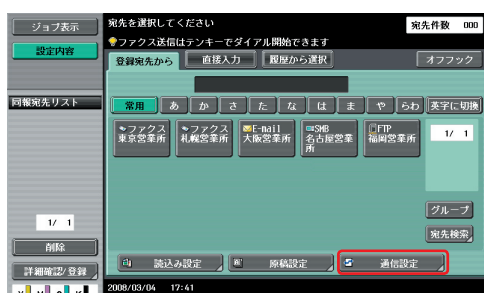 ジョブ表示
設定内容
宛先を選択してください
宛先件数 000
ファクス送信はテンキーでダイアル開始できます
登録宛先から 直接入力 履歴から選択 オフフック
同報宛先リスト
常用 あ か さ た な は ま や らわ 英字に切換
ファクス
東京営業所
ファクス
札幌営業所
E-mail
大阪営業所
SMB
名古屋営業所
FTP
福岡営業所
1/ 1
グループ
宛先検索
1/ 1
削除
詳細確認/登録
読込み設定 原稿設定 通信設定
2008/03/04 17:41